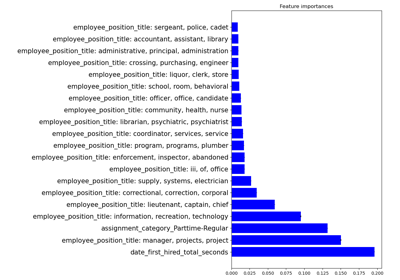 Feature importances
employee_position_title: sergeant, police, cadet
employee_position_title: accountant, assistant, library
employee_position_title: administrative, principal, administration
employee_position_title: crossing, purchasing, engineer
employee_position_title: liquor, clerk, store
employee_position_title: school, room, behavioral
employee_position_title: officer, office, candidate
employee_position_title: community, health, nurse
employee_position_title: librarian, psychiatric, psychiatrist
employee_position_title: coordinator, services, service
employee_position_title: program, programs, plumber
employee_position_title: enforcement, inspector, abandoned
employee_position_title: iii, of, office
employee_position_title: supply, systems, electrician
employee_position_title: correctional, correction, corporal
employee_position_title: lieutenant, captain, chief
employee_position_title: information, recreation, technology
assignment_category_Parttime-Regular
employee_position_title: manager, projects, project
date_first_hired_total_seconds
0.000 0.025 0.050 0.075 0.100 0.125 0.150 0.175 0.200